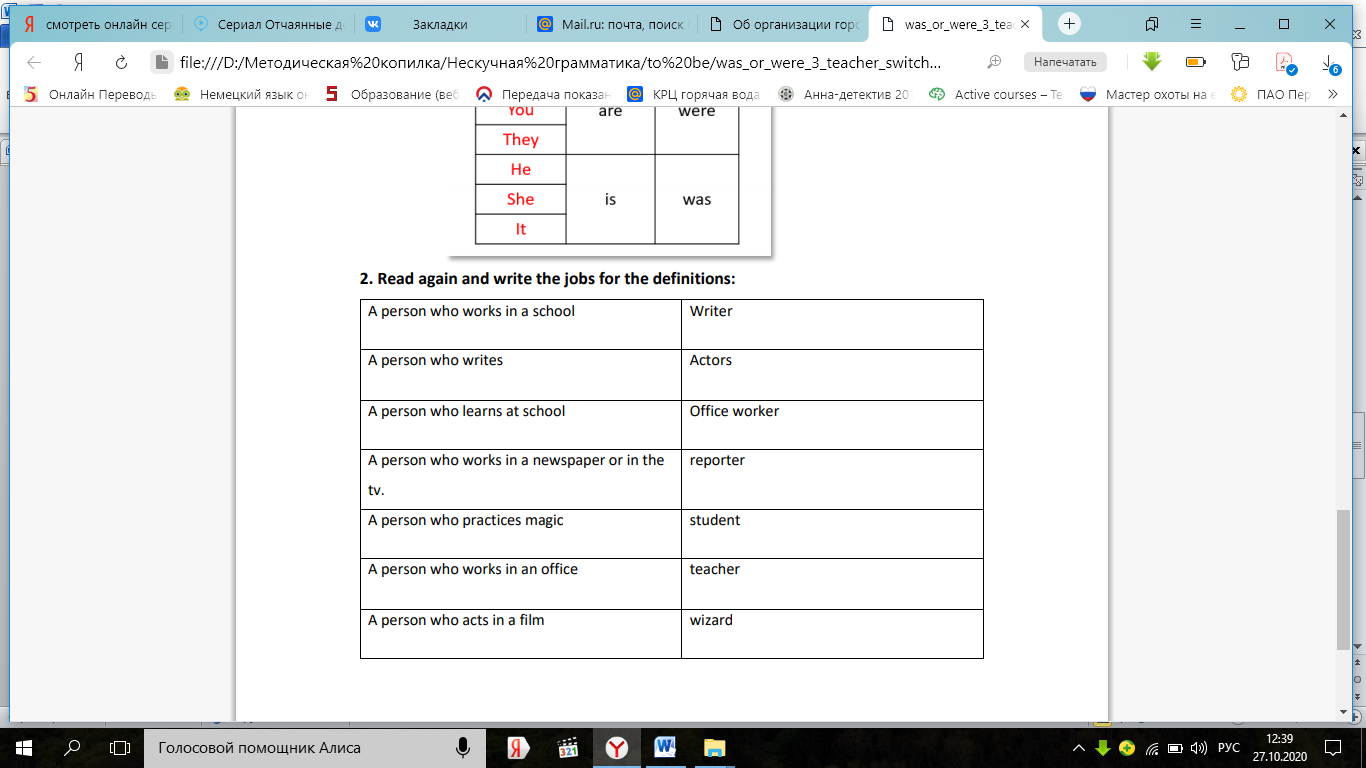 смотреть онлайн сер
Сериал Отчаянные д
Закладки
Mail.ru: почта, поиск
Об организации горо
was_or_were_3_teac
file:///D:/Методическая%20копилка/Нескучная%20грамматика/to%20be/was_or_were_3_teacher_switch...
Напечатать
6
Онлайн Переводч
Немецкий язык он
Образование (веб
Передача показан
КРЦ горячая вода
Анна-детектив 201
Active courses – Te
Мастер охоты на е
ПАО Пер
You are were
They
He
She is was
It
2. Read again and write the jobs for the definitions:
A person who works in a school Writer
A person who writes Actors
A person who learns at school Office worker
A person who works in a newspaper or in the reporter
tv.
A person who practices magic student
A person who works in an office teacher
A person who acts in a film wizard
Голосовой помощник Алиса
321
РУС
12:39
27.10.2020